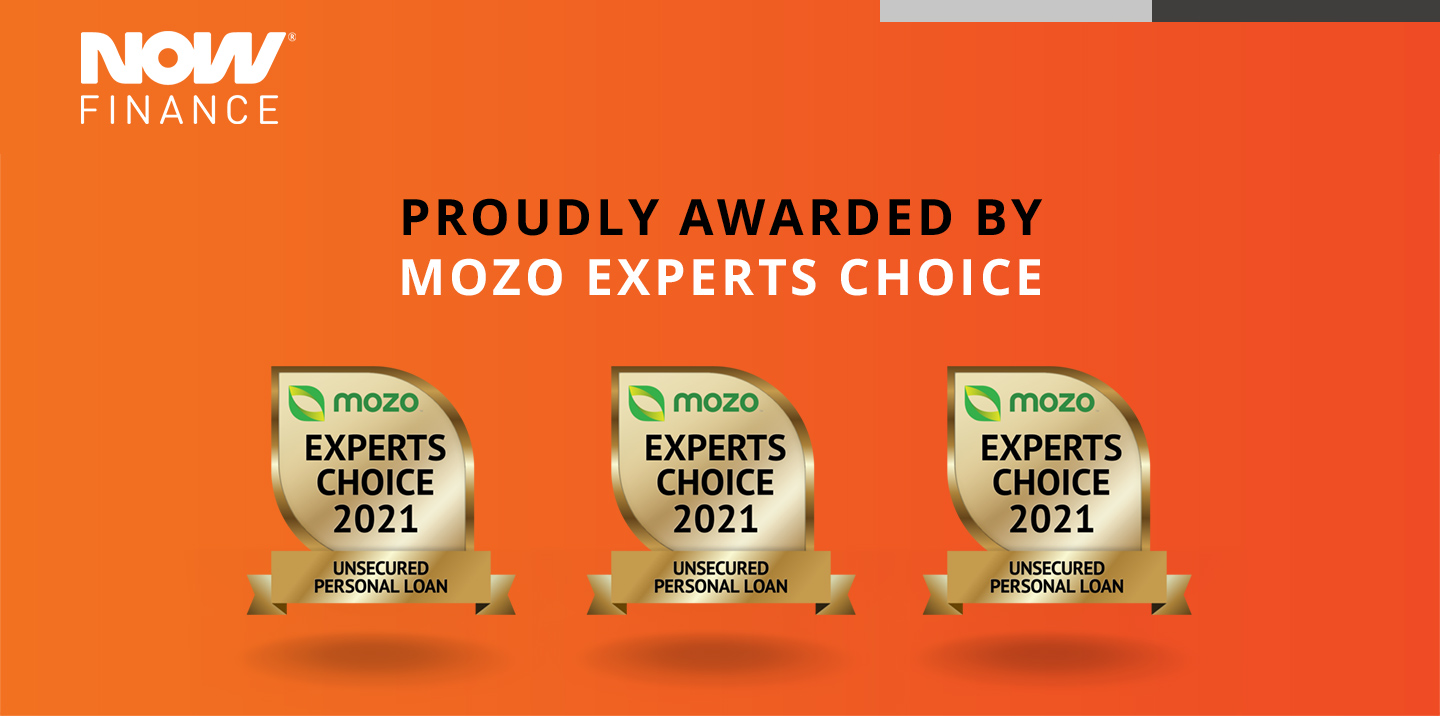 NOW®
FINANCE
PROUDLY AWARDED BY
MOZO EXPERTS CHOICE
mozo
EXPERTS
CHOICE
2021
UNSECURED
PERSONAL LOAN
mozo
EXPERTS
CHOICE
2021
UNSECURED
PERSONAL LOAN
mozo
EXPERTS
CHOICE
2021
UNSECURED
PERSONAL LOAN